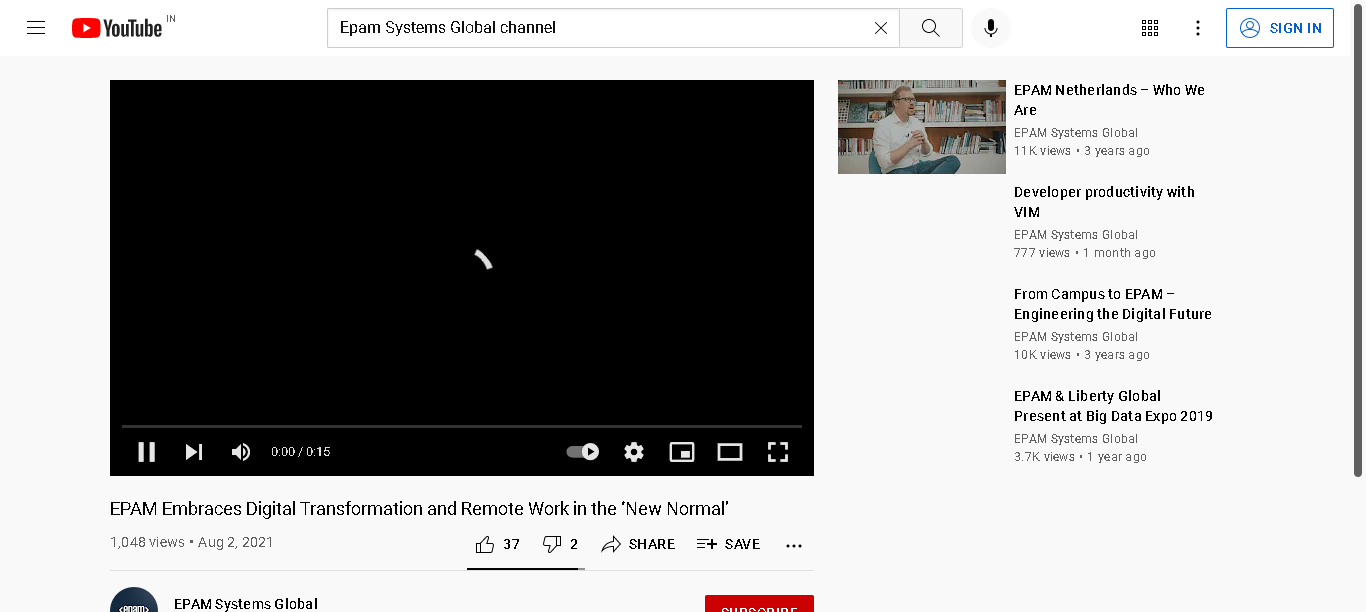 YouTube IN
Epam Systems Global channel
SIGN IN
EPAM Netherlands – Who We
Are
EPAM Systems Global
11K views • 3 years ago
Developer productivity with
VIM
EPAM Systems Global
777 views • 1 month ago
From Campus to EPAM –
Engineering the Digital Future
EPAM Systems Global
10K views • 3 years ago
EPAM & Liberty Global
Present at Big Data Expo 2019
EPAM Systems Global
3.7K views • 1 year ago
0:00 / 0:15
EPAM Embraces Digital Transformation and Remote Work in the ‘New Normal’
1,048 views • Aug 2, 2021
37
2
SHARE
SAVE
<epam>
EPAM Systems Global
SUBSCRIBE